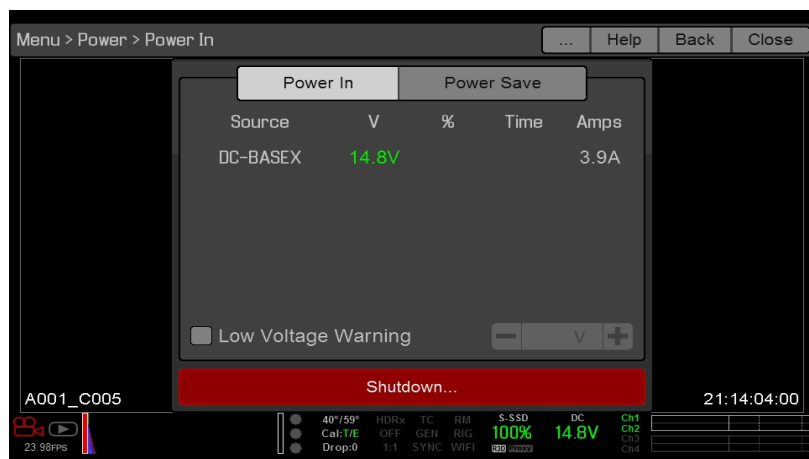 Menu > Power > Power In ... Help Back Close
Power In Power Save
Source V % Time Amps
DC-BASEX 14.8V 3.9A
Low Voltage Warning V
Shutdown...
A001_C005 21:14:04:00
40°/59° HDRx TC RM S-SSD DC Ch1
Cal:T/E OFF GEN RIG 100% 14.8V Ch2
23.98FPS Drop:0 1:1 SYNC WIFI R3D Proxy Ch3
Ch4